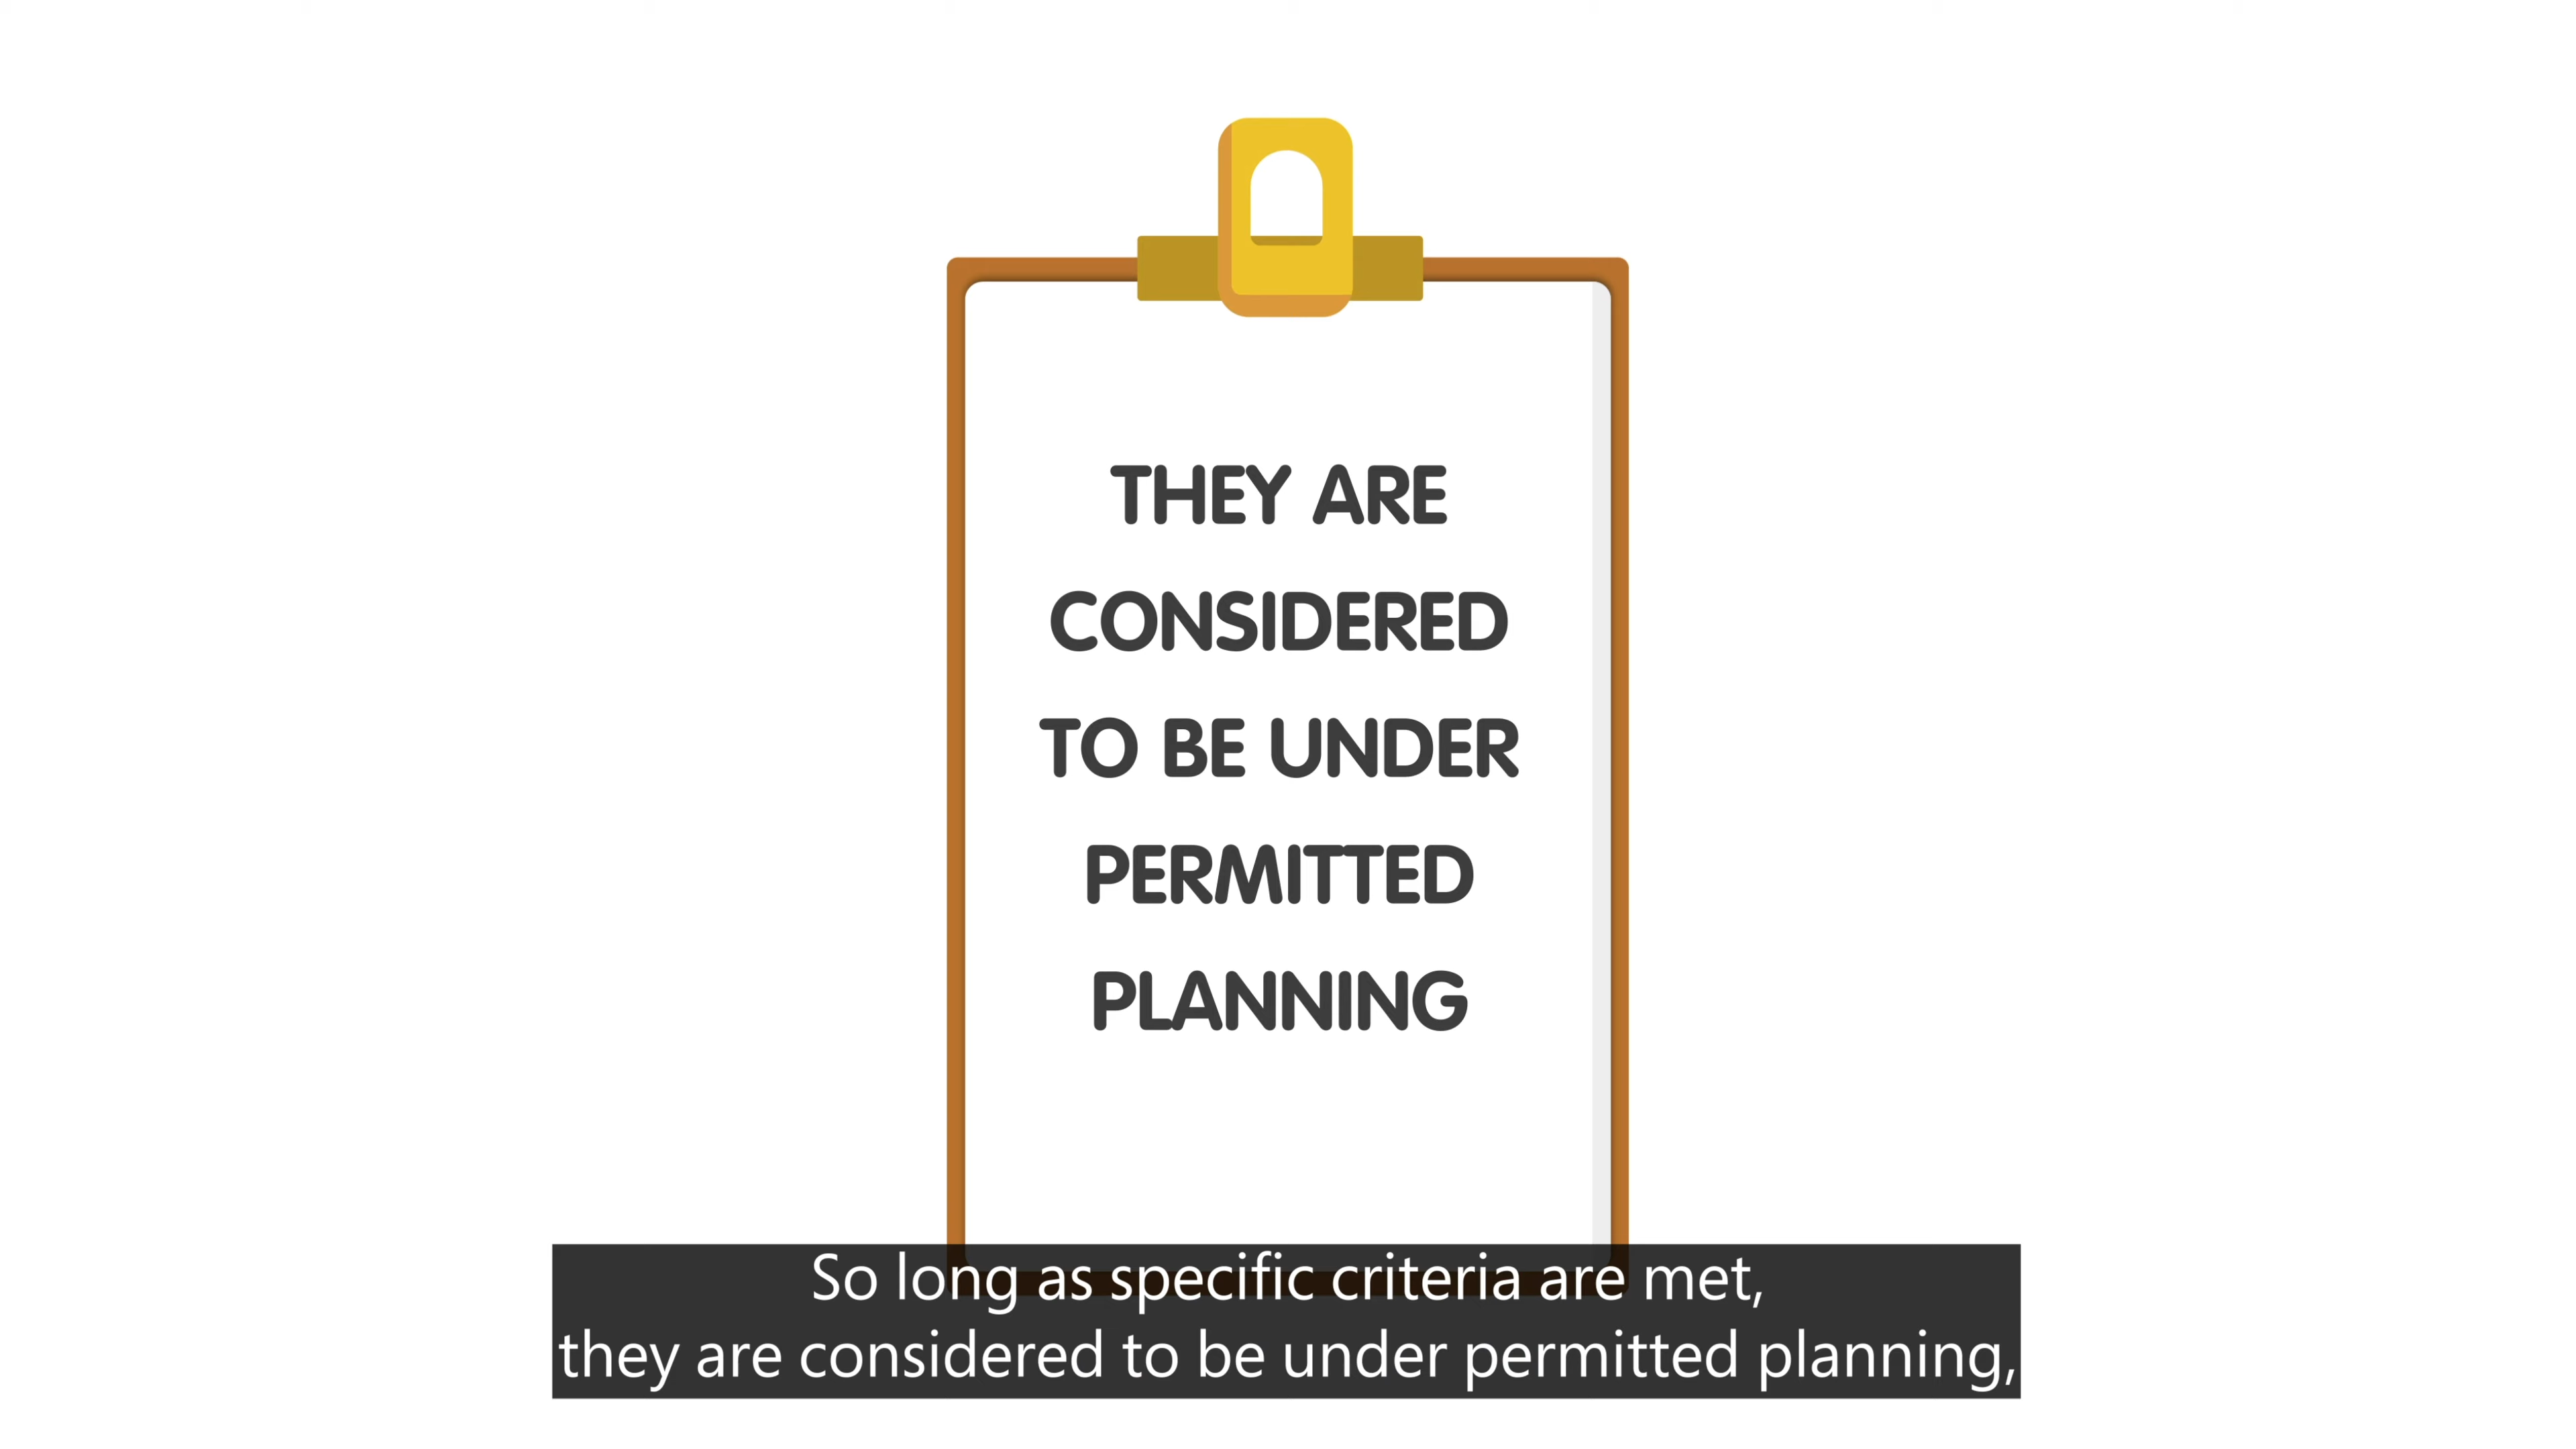 THEY ARE
CONSIDERED
TO BE UNDER
PERMITTED
PLANNING
So long as specific criteria are met,
they are considered to be under permitted planning,